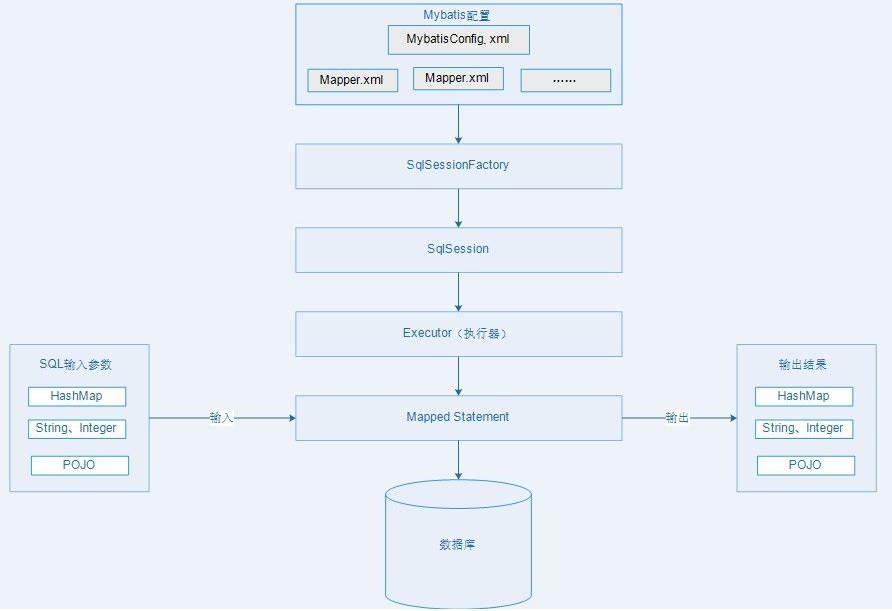 Mybatis配置
MybatisConfig. xml
Mapper.xml
Mapper.xml
......
SqlSessionFactory
SqlSession
Executor（执行器）
SQL输入参数
HashMap
String、Integer
POJO
输入
Mapped Statement
输出
输出结果
HashMap
String、Integer
POJO
数据库